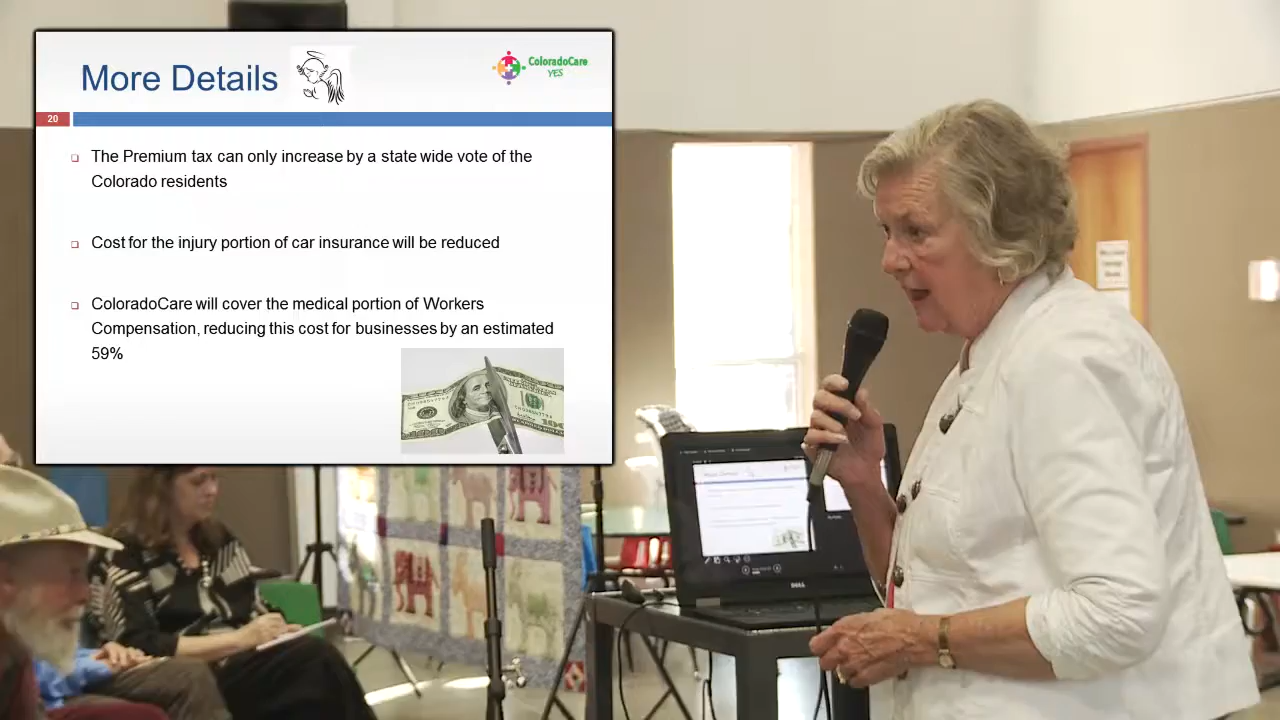 More Details
ColoradoCare
YES
20
The Premium tax can only increase by a state wide vote of the
Colorado residents
Cost for the injury portion of car insurance will be reduced
ColoradoCare will cover the medical portion of Workers
Compensation, reducing this cost for businesses by an estimated
59%
DELL